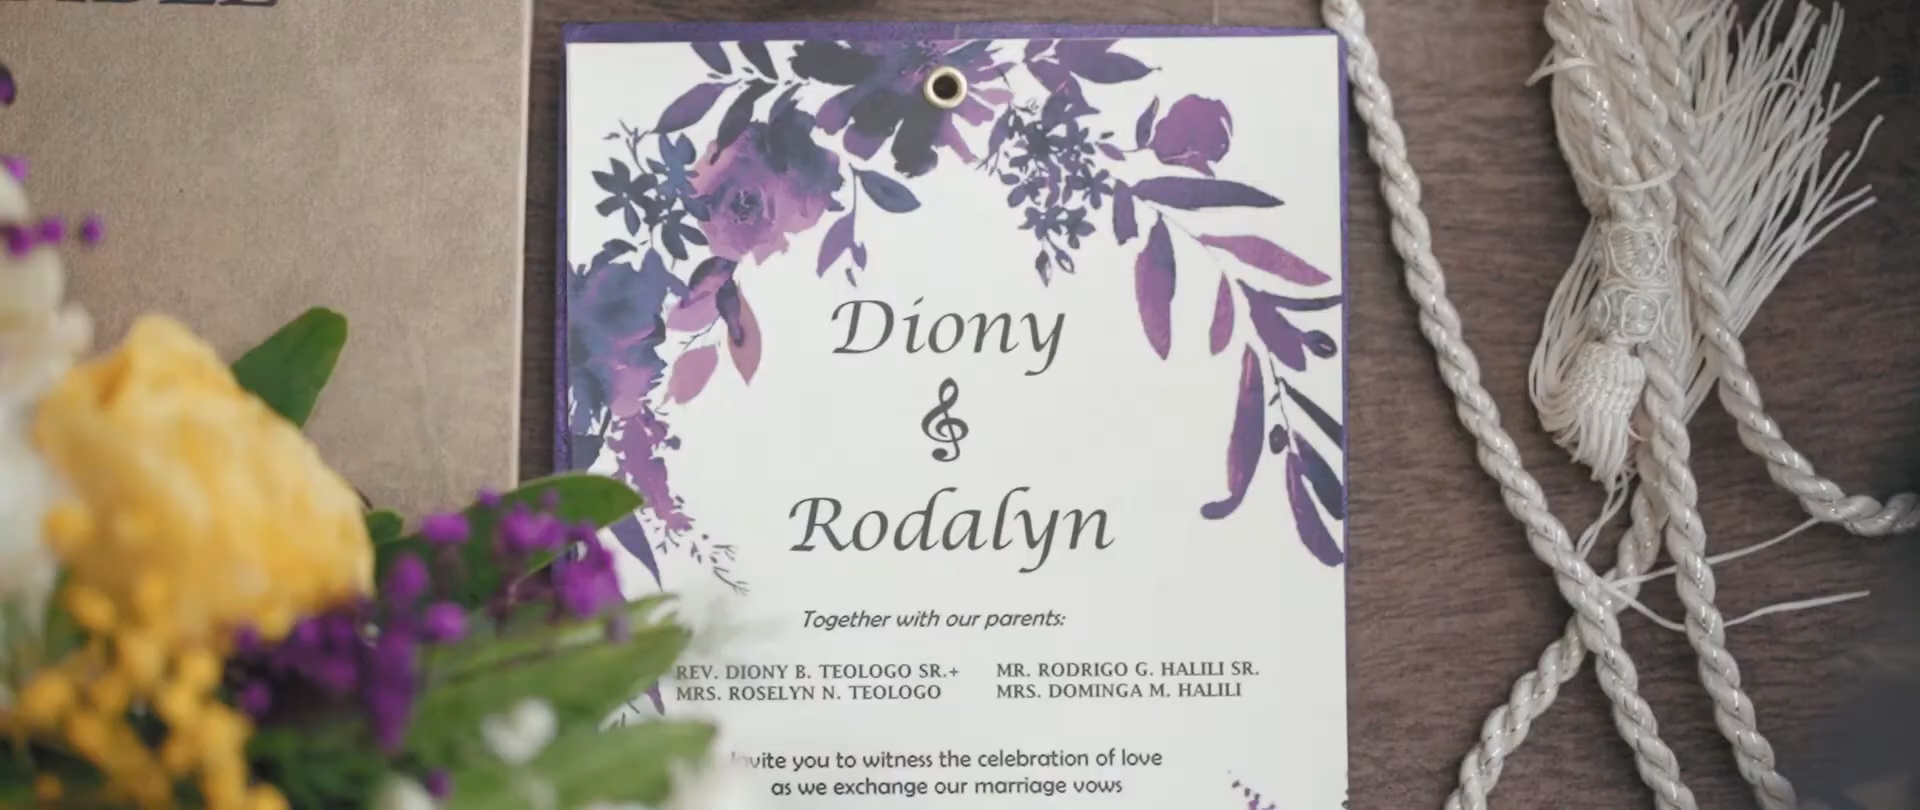 Diony
&
Rodalyn
Together with our parents:
REV. DIONY B. TEOLOGO SR.+ MR. RODRIGO G. HALILI SR.
MRS. ROSELYN N. TEOLOGO MRS. DOMINGA M. HALILI
invite you to witness the celebration of love
as we exchange our marriage vows